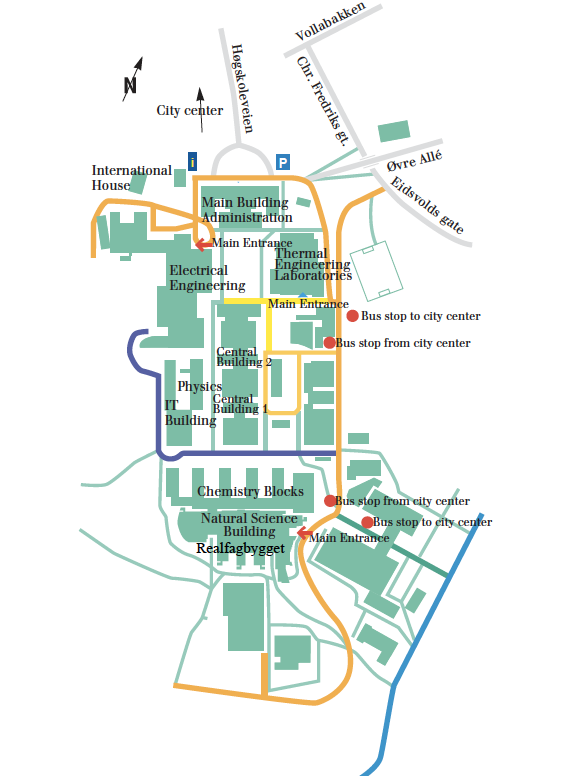 Vollabakken
Høgskoleveien
Chr. Fredriks gt.
N
City center
i
P
Øvre Allé
International
House
Eidsvolds gate
Main Building
Administration
Main Entrance
Thermal
Engineering
Laboratories
Electrical
Engineering
Main Entrance
Bus stop to city center
Bus stop from city center
Central
Building 2
Physics
Central
Building 1
IT
Building
Chemistry Blocks
Bus stop from city center
Natural Science
Building
Bus stop to city center
Main Entrance
Realfagbygget